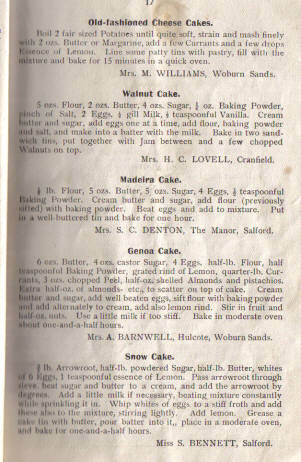 17
Old-fashioned Cheese Cakes.
Boil 2 fair sized Potatoes until quite soft, strain and mash finely
with 2 ozs. Butter or Margarine, add a few Currants and a few drops
Essence of Lemon. Line some patty tins with pastry, fill with the
mixture and bake for 15 minutes in a quick oven.
Mrs. M. WILLIAMS, Woburn Sands.
Walnut Cake.
5 ozs. Flour, 2 ozs. Butter, 4 ozs. Sugar, oz. Baking Powder,
pinch of Salt, 2 Eggs, gill Milk, teaspoonful Vanilla. Cream
butter and sugar, add eggs one at a time, add flour, baking powder
and salt, and make into a batter with the milk. Bake in two sand-
wich tins, put together with Jam between and a few chopped
Walnuts on top.
Mrs. H. C. LOVELL, Cranfield.
Madeira Cake.
lb. Flour, 5 ozs. Butter, 5 ozs. Sugar, 4 Eggs, teaspoonful
Baking Powder. Cream butter and sugar, add flour (previously
sifted) with baking powder. Beat eggs and add to mixture. Put
in a well-buttered tin and bake for one hour.
Mrs. S. C. DENTON, The Manor, Salford.
Genoa Cake.
6 ozs. Butter, 4 ozs. castor Sugar, 4 Eggs, half-lb. Flour, half
teaspoonful Baking Powder, grated rind of Lemon, quarter-lb. Cur-
rants, 3 ozs. chopped Peel, half-oz. shelled Almonds and pistachios.
Extra half-oz. of almonds, etc., to scatter on top of cake. Cream
butter and sugar, add well beaten eggs, sift flour with baking powder
and add alternately to cream, add also lemon rind. Stir in fruit and
half-oz. nuts. Use a little milk if too stiff. Bake in moderate oven
about one-and-a-half hours.
Mrs. A. BARNWELL, Hulcote, Woburn Sands.
Snow Cake.
lb. Arrowroot, half-lb. powdered Sugar, half-lb. Butter, whites
of 6 Eggs, 1 teaspoonful essence of Lemon. Pass arrowroot through
sieve, beat sugar and butter to a cream, and add the arrowroot by
degrees. Add a little milk if necessary, beating mixture constantly
while sprinkling it in. Whip whites of eggs to a stiff froth and add
these also to the mixture, stirring lightly. Add lemon. Grease a
cake tin with butter, pour batter into it,, place in a moderate oven,
and bake for one-and-a-half hours.
Miss S. BENNETT, Salford.